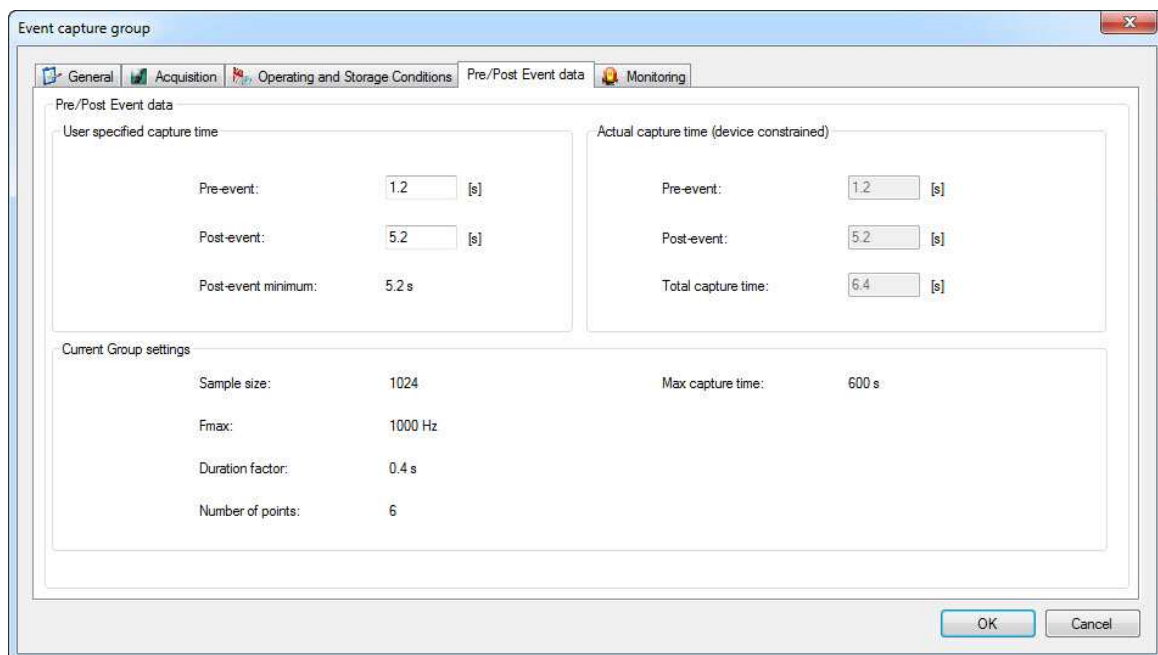 Event capture group
General Acquisition Operating and Storage Conditions Pre/Post Event data Monitoring
Pre/Post Event data
User specified capture time
Pre-event: 1.2 [s]
Post-event: 5.2 [s]
Post-event minimum: 5.2 s
Actual capture time (device constrained)
Pre-event: 1.2 [s]
Post-event: 5.2 [s]
Total capture time: 6.4 [s]
Current Group settings
Sample size: 1024
Max capture time: 600 s
Fmax: 1000 Hz
Duration factor: 0.4 s
Number of points: 6
OK Cancel